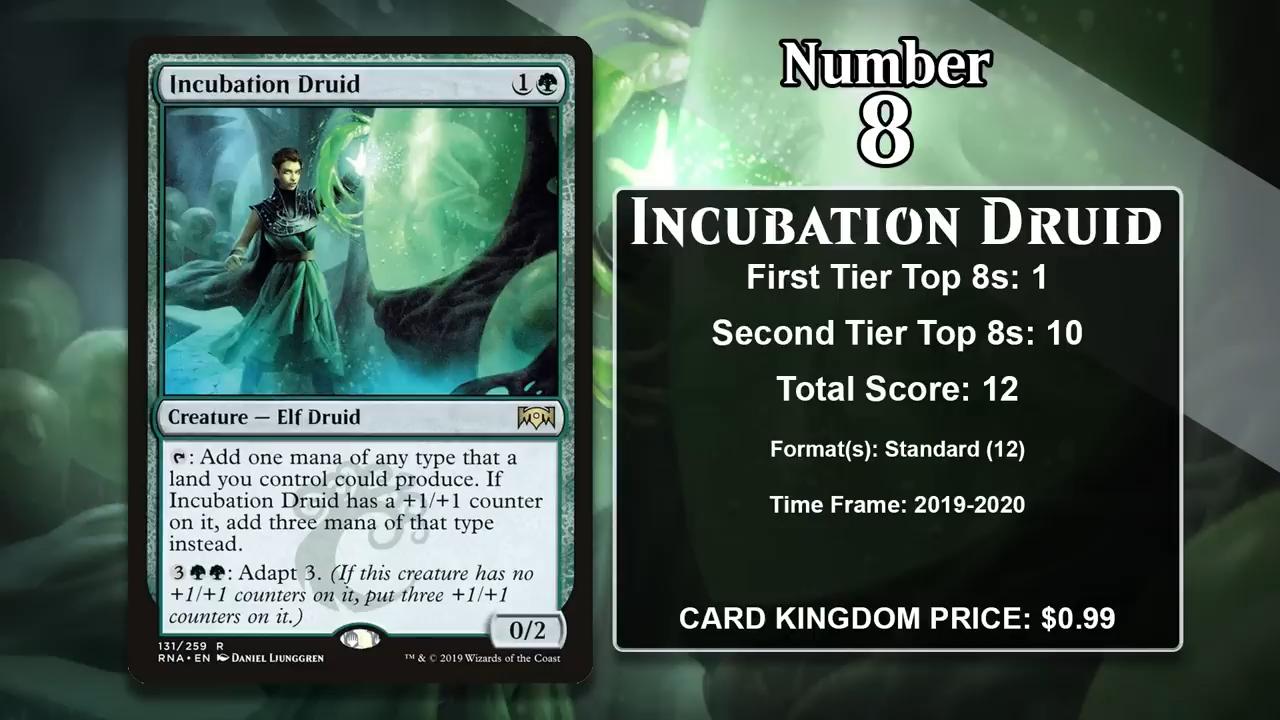 Incubation Druid 1
Creature — Elf Druid
: Add one mana of any type that a
land you control could produce. If
Incubation Druid has a +1/+1 counter
on it, add three mana of that type
instead.
3 : Adapt 3. (If this creature has no
+1/+1 counters on it, put three +1/+1
counters on it.)
0/2
131/259 R
RNA • EN DANIEL LJUNGGREN
™ & © 2019 Wizards of the Coast
Number
8
INCUBATION DRUID
First Tier Top 8s: 1
Second Tier Top 8s: 10
Total Score: 12
Format(s): Standard (12)
Time Frame: 2019-2020
CARD KINGDOM PRICE: $0.99